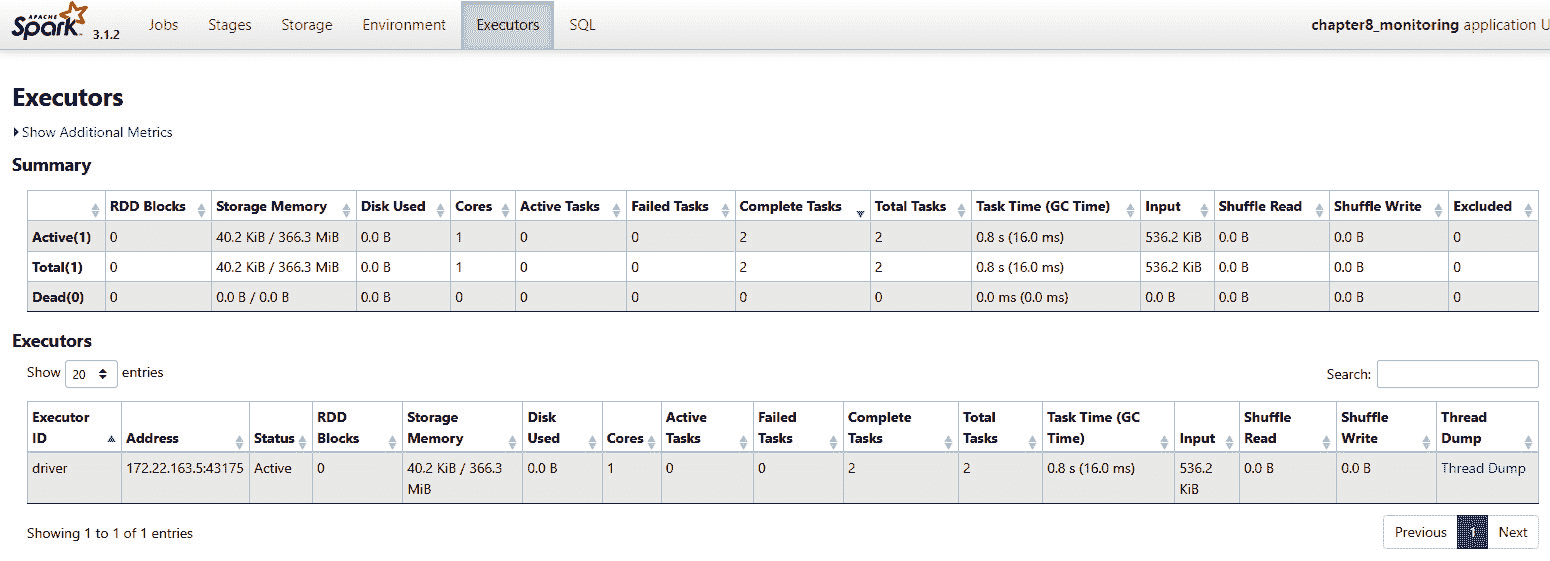 APACHE Spark 3.1.2 Jobs Stages Storage Environment Executors SQL chapter8_monitoring application U
Executors
Show Additional Metrics
Summary
RDD Blocks Storage Memory Disk Used Cores Active Tasks Failed Tasks Complete Tasks Total Tasks Task Time (GC Time) Input Shuffle Read Shuffle Write Excluded
Active(1) 0 40.2 KiB / 366.3 MiB 0.0 B 1 0 0 2 2 0.8 s (16.0 ms) 536.2 KiB 0.0 B 0.0 B 0
Total(1) 0 40.2 KiB / 366.3 MiB 0.0 B 1 0 0 2 2 0.8 s (16.0 ms) 536.2 KiB 0.0 B 0.0 B 0
Dead(0) 0 0.0 B / 0.0 B 0.0 B 0 0 0 0 0 0.0 ms (0.0 ms) 0.0 B 0.0 B 0.0 B 0
Executors
Show 20 entries Search:
Executor RDD Storage Disk Active Failed Complete Total Task Time (GC Shuffle Shuffle Thread
ID Address Status Blocks Memory Used Cores Tasks Tasks Tasks Tasks Time) Input Read Write Dump
driver 172.22.163.5:43175 Active 0 40.2 KiB / 366.3 0.0 B 1 0 0 2 2 0.8 s (16.0 ms) 536.2 0.0 B 0.0 B Thread Dump
MiB KiB
Showing 1 to 1 of 1 entries Previous 1 Next